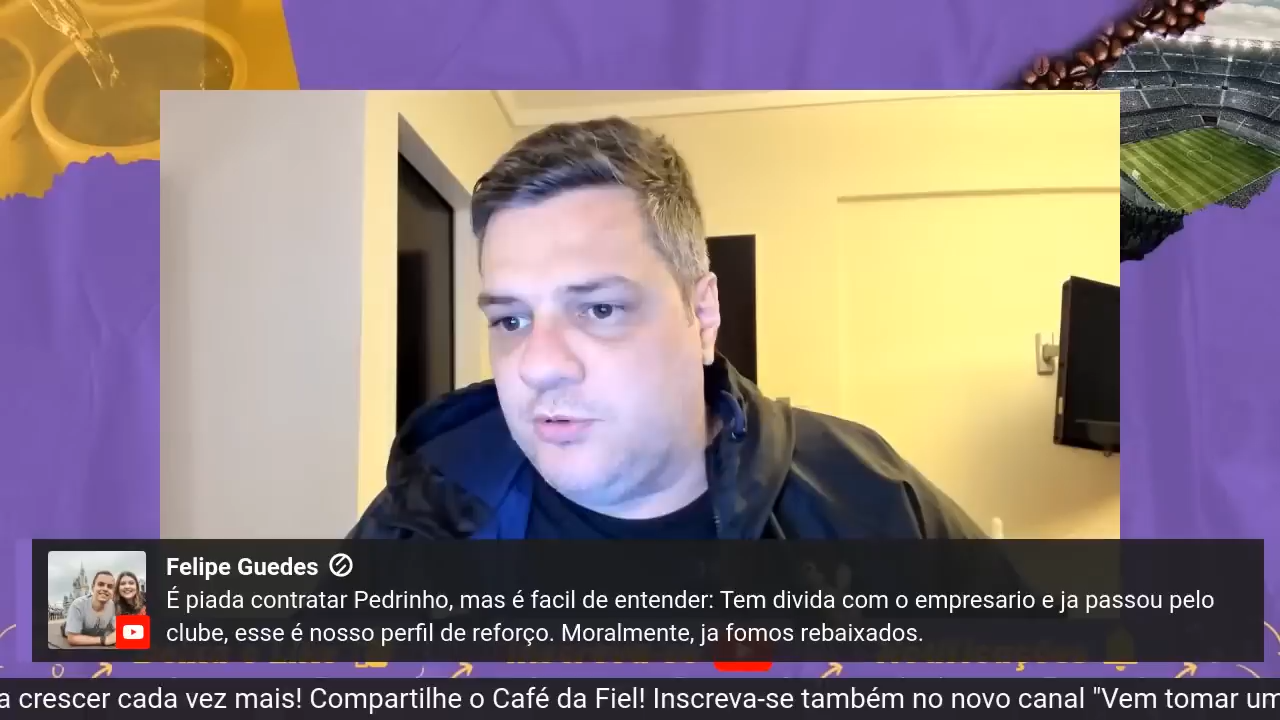 Felipe Guedes
É piada contratar Pedrinho, mas é facil de entender: Tem divida com o empresario e ja passou pelo
clube, esse é nosso perfil de reforço. Moralmente, ja fomos rebaixados.
a crescer cada vez mais! Compartilhe o Café da Fiel! Inscreva-se também no novo canal "Vem tomar um